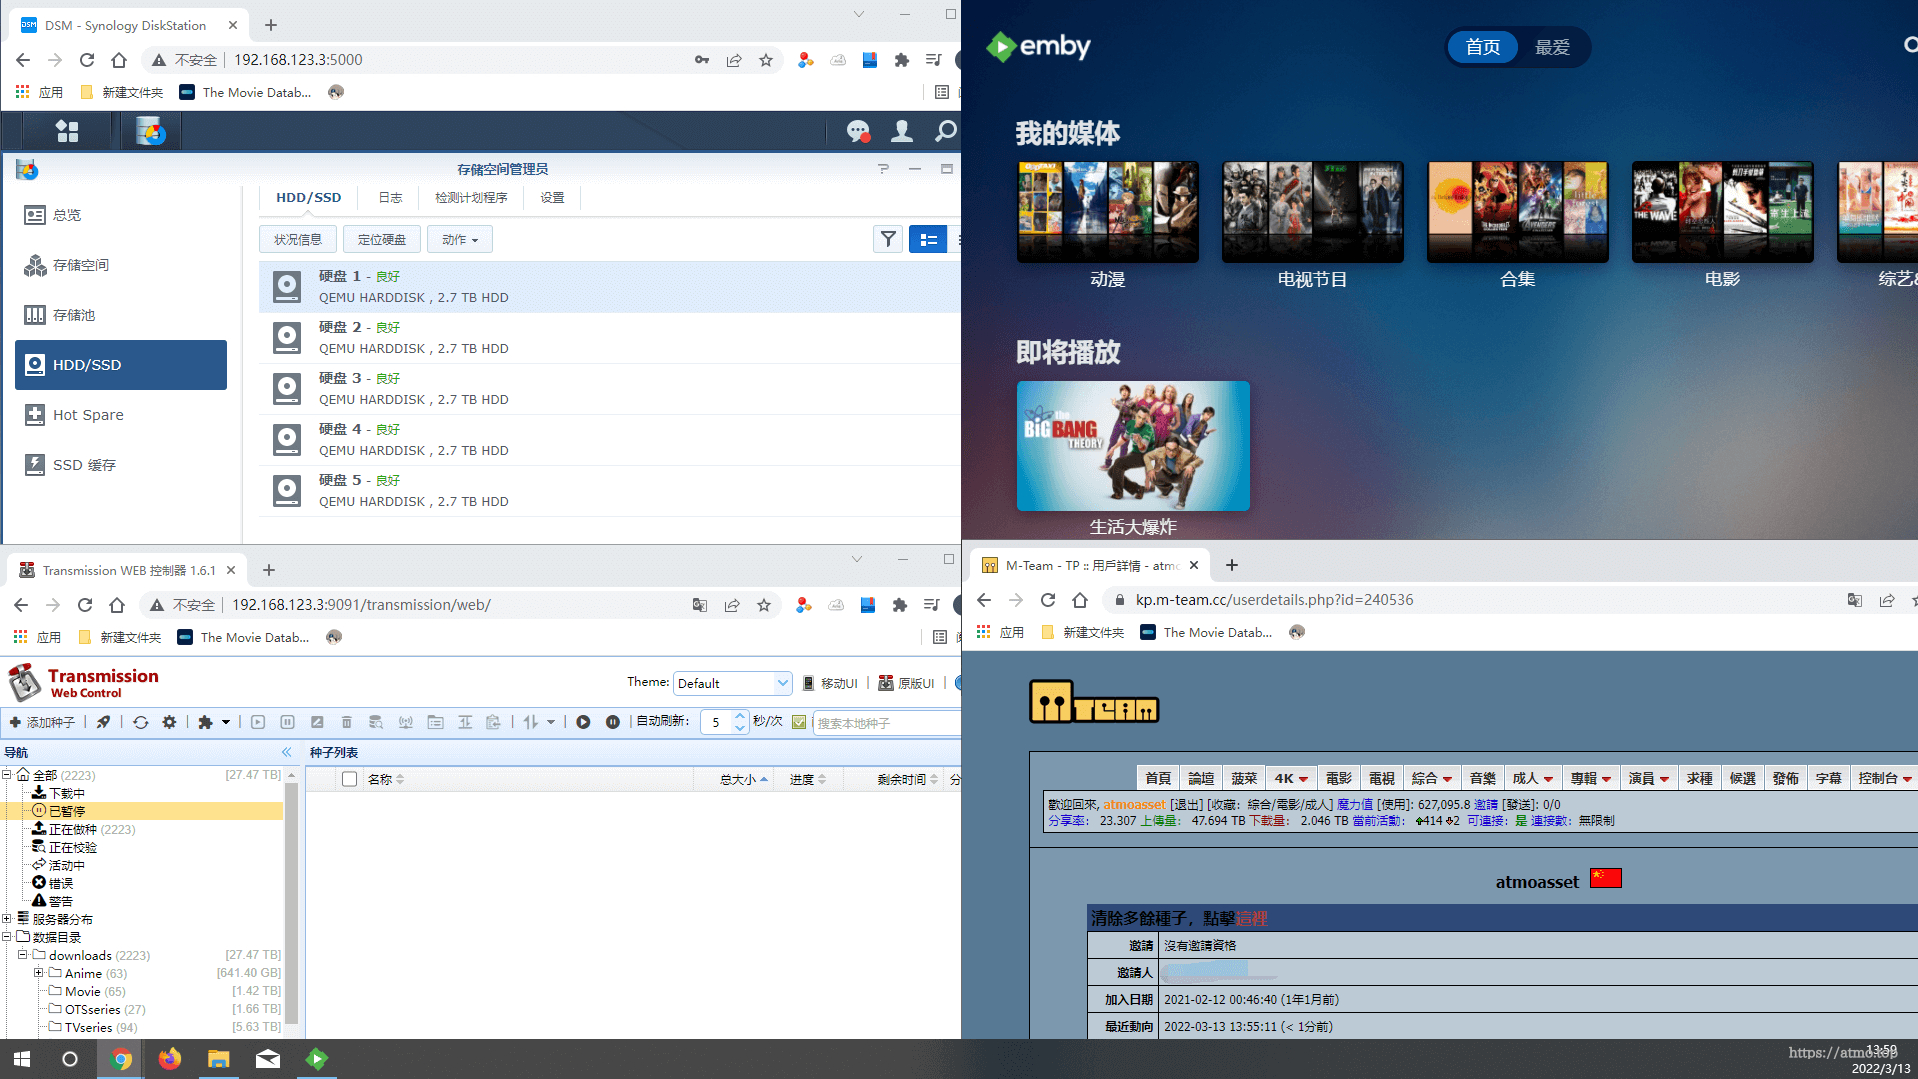 DSM - Synology DiskStation
不安全 192.168.123.3:5000
应用 新建文件夹 The Movie Datab...
存储空间管理员
总览
存储空间
存储池
HDD/SSD
Hot Spare
SSD 缓存
HDD/SSD 日志 检测计划程序 设置
状况信息 定位硬盘 动作
硬盘 1 - 良好
QEMU HARDDISK , 2.7 TB HDD
硬盘 2 - 良好
QEMU HARDDISK , 2.7 TB HDD
硬盘 3 - 良好
QEMU HARDDISK , 2.7 TB HDD
硬盘 4 - 良好
QEMU HARDDISK , 2.7 TB HDD
硬盘 5 - 良好
QEMU HARDDISK , 2.7 TB HDD
emby
首页 最爱
我的媒体
THE WAVE
动漫 电视节目 合集 电影 综艺
即将播放
the BIG BANG THEORY
生活大爆炸
Transmission WEB 控制器 1.6.1
不安全 192.168.123.3:9091/transmission/web/
应用 新建文件夹 The Movie Datab...
Transmission
Web Control
Theme: Default 移动UI 原版UI
添加种子 自动刷新: 5 秒/次 搜索本地种子
导航
全部 (2223) [27.47 TB]
下载中
已暂停
正在做种 (2223)
正在校验
活动中
错误
警告
服务器分布
数据目录
downloads (2223) [27.47 TB]
Anime (63) [641.40 GB]
Movie (65) [1.42 TB]
OTSseries (27) [1.66 TB]
TVseries (94) [5.63 TB]
种子列表
名称 总大小 进度 剩余时间 分
M-Team - TP :: 用戶詳情 - atmo
kp.m-team.cc/userdetails.php?id=240536
应用 新建文件夹 The Movie Datab...
M TEAM
首頁 論壇 菠菜 4K 電影 電視 綜合 音樂 成人 專輯 演員 求種 候選 發佈 字幕 控制台
歡迎回來, atmoasset [退出] [收藏: 綜合/電影/成人] 魔力值 [使用]: 627,095.8 邀請 [發送]: 0/0
分享率: 23.307 上傳量: 47.694 TB 下載量: 2.046 TB 當前活動: 414 2 可連接: 是 連接數: 無限制
atmoasset
清除多餘種子，點擊這裡
邀請 沒有邀請資格
邀請人
加入日期 2021-02-12 00:46:40 (1年1月前)
最近動向 2022-03-13 13:55:11 (< 1分前)
https://atmo.top
13:59
2022/3/13